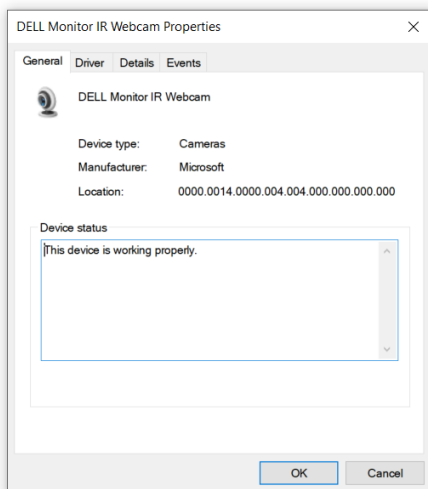 DELL Monitor IR Webcam Properties
General Driver Details Events
DELL Monitor IR Webcam
Device type: Cameras
Manufacturer: Microsoft
Location: 0000.0014.0000.004.004.000.000.000.000
Device status
This device is working properly.
OK Cancel